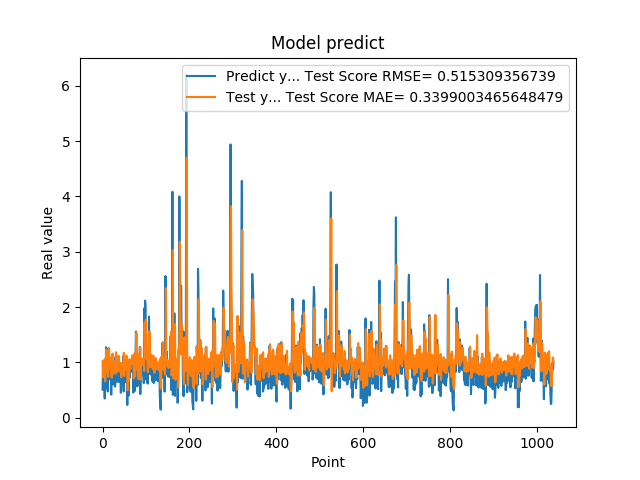 Model predict
Predict y... Test Score RMSE= 0.515309356739
Test y... Test Score MAE= 0.3399003465648479
6
5
4
3
2
1
0
Real value
0 200 400 600 800 1000
Point